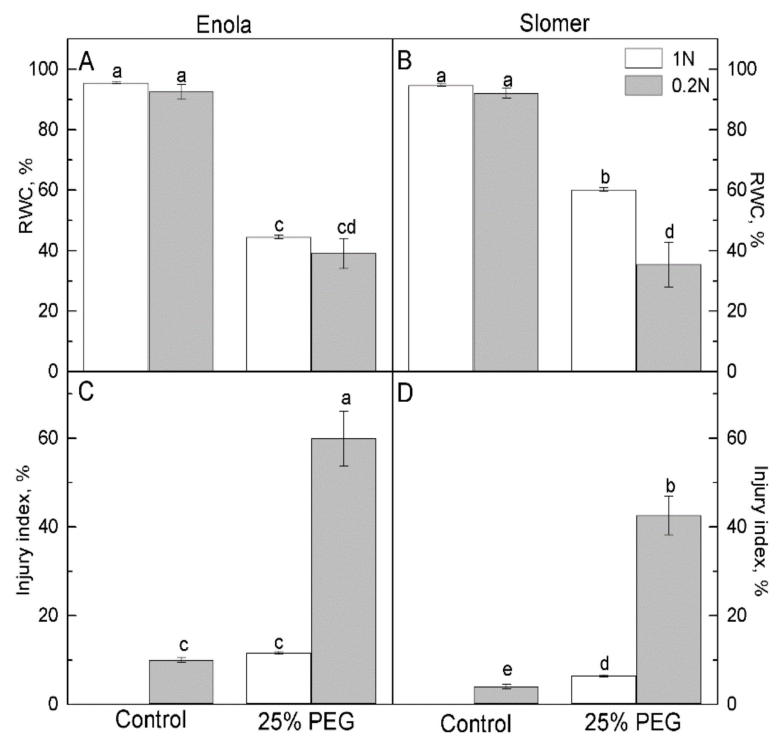 Enola Slomer
A B
1N
0.2N
100 100
80 80
60 60
40 40
20 20
0 0
RWC, % RWC, %
a a c cd
a a b d
C D
60 60
40 40
20 20
0 0
Injury index, % Injury index, %
c c a
e d b
Control 25% PEG Control 25% PEG